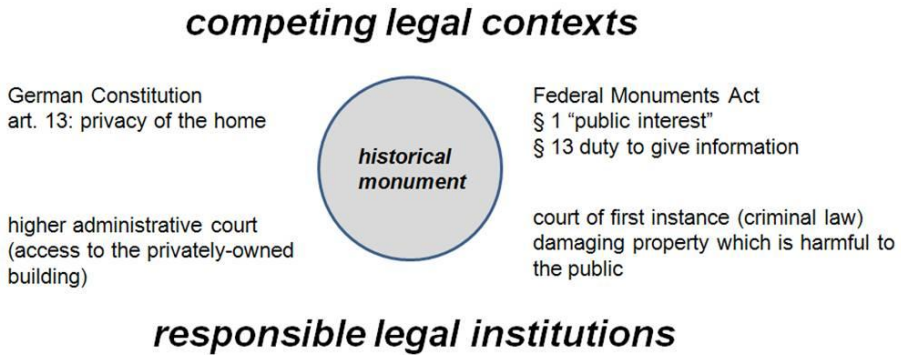 competing legal contexts
German Constitution
art. 13: privacy of the home
Federal Monuments Act
§ 1 “public interest”
§ 13 duty to give information
historical
monument
higher administrative court
(access to the privately-owned
building)
court of first instance (criminal law)
damaging property which is harmful to
the public
responsible legal institutions